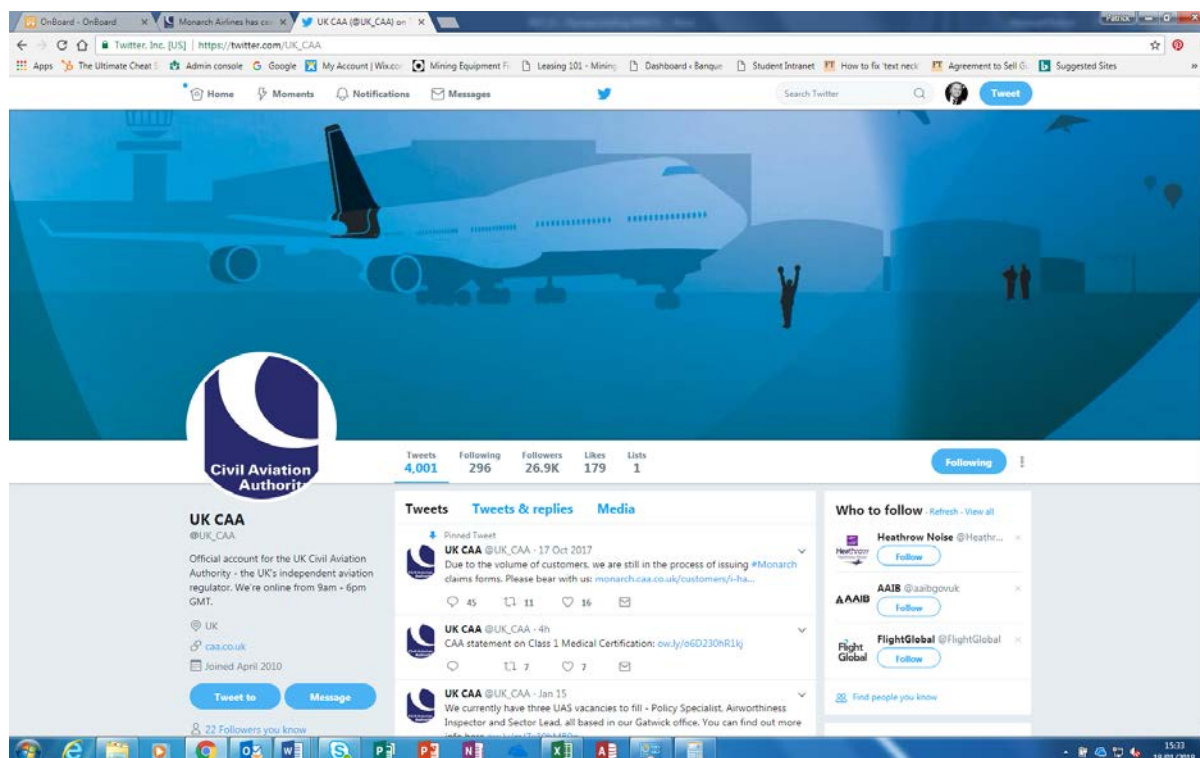 OnBoard - OnBoard
Monarch Airlines has
UK CAA (@UK_CAA) on
Patrick
Twitter, Inc. [US] | https://twitter.com/UK_CAA
Apps
The Ultimate Cheat S
Admin console
Google
My Account | Wix.co
Mining Equipment F
Leasing 101 - Mining
Dashboard ‹ Banque
Student Intranet
How to fix 'text neck'
Agreement to Sell G
Suggested Sites
Home
Moments
Notifications
Messages
Search Twitter
Tweet
Civil Aviation
Authority
Tweets Following Followers Likes Lists
4,001 296 26.9K 179 1
Following
UK CAA
@UK_CAA
Official account for the UK Civil Aviation
Authority - the UK's independent aviation
regulator. We're online from 9am - 6pm
GMT.
UK
caa.co.uk
Joined April 2010
Tweet to
Message
22 Followers you know
Tweets Tweets & replies Media
Pinned Tweet
UK CAA @UK_CAA · 17 Oct 2017
Due to the volume of customers, we are still in the process of issuing #Monarch
claims forms. Please bear with us: monarch.caa.co.uk/customers/i-ha...
45 11 16
UK CAA @UK_CAA · 4h
CAA statement on Class 1 Medical Certification: ow.ly/o6D230hR1kj
7 7
UK CAA @UK_CAA · Jan 15
We currently have three UAS vacancies to fill - Policy Specialist, Airworthiness
Inspector and Sector Lead, all based in our Gatwick office. You can find out more
info here
Who to follow · Refresh · View all
Heathrow Noise @Heathr...
Follow
AAIB
AAIB @aaibgovuk
Follow
Flight
Global
FlightGlobal @FlightGlobal
Follow
Find people you know
15:33